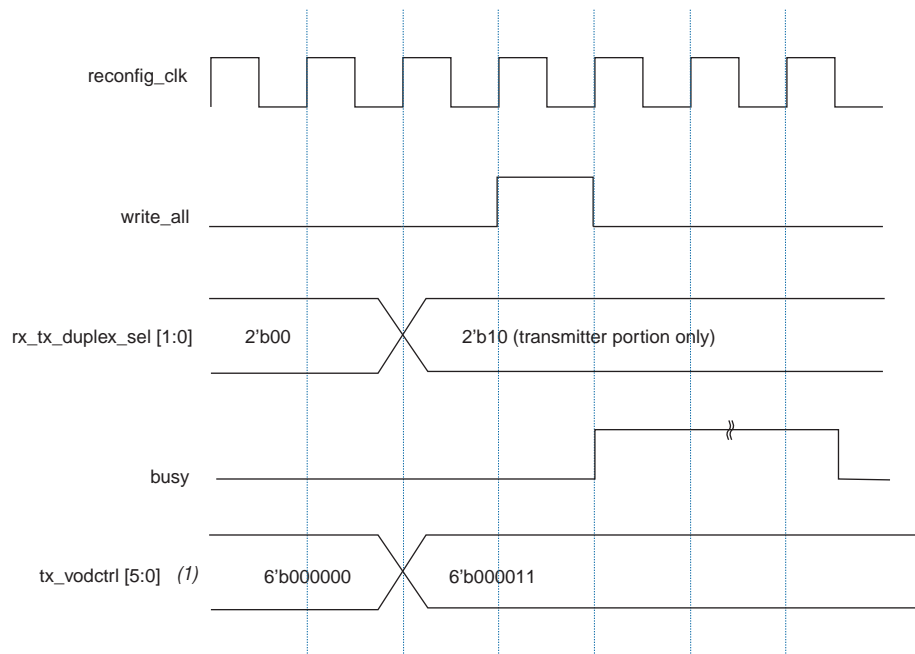 reconfig_clk
write_all
rx_tx_duplex_sel [1:0] 2’b00 2’b10 (transmitter portion only)
busy
tx_vodctrl [5:0] (1) 6’b000000 6’b000011